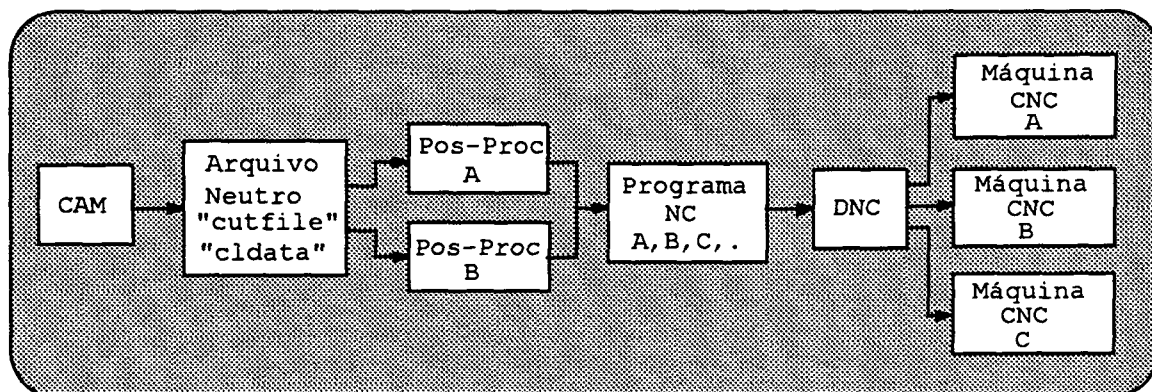 CAM
Arquivo
Neutro
"cutfile"
"cldata"
Pos-Proc
A
Pos-Proc
B
Programa
NC
A,B,C,.
DNC
Máquina
CNC
A
Máquina
CNC
B
Máquina
CNC
C